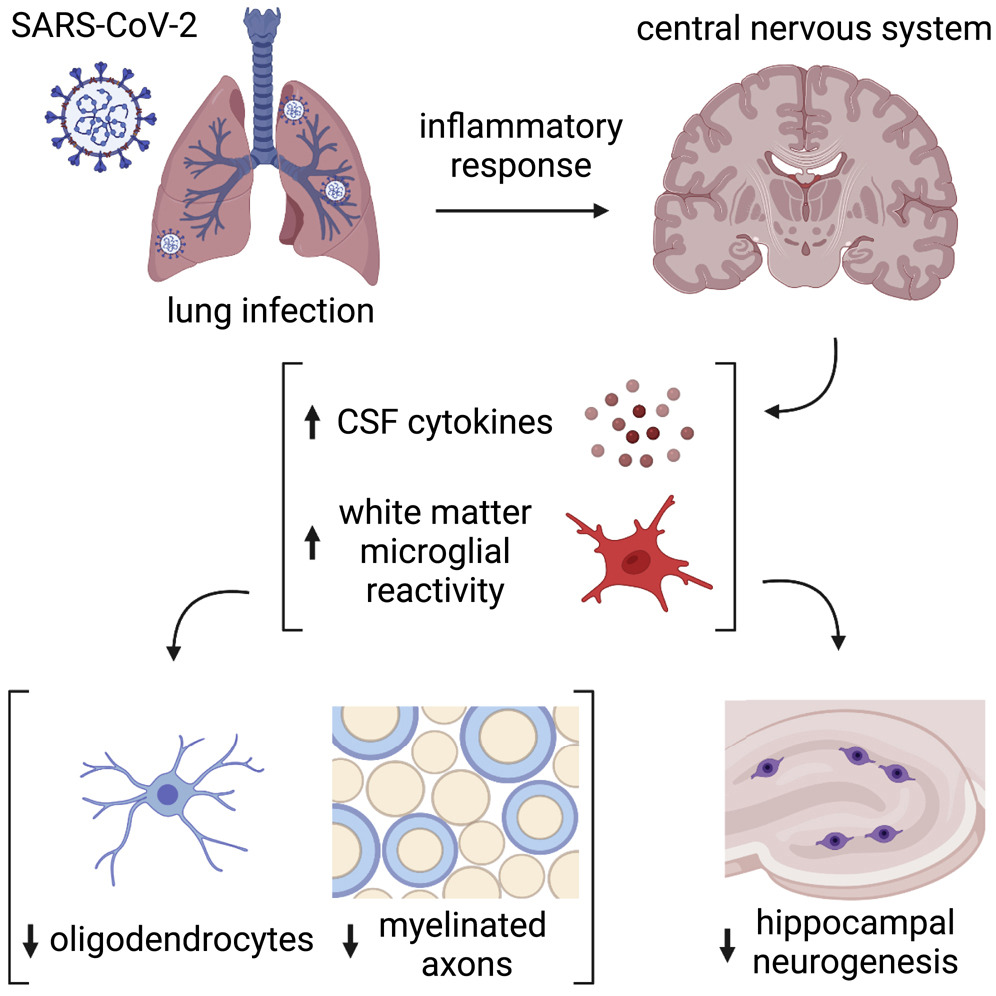 SARS-CoV-2
central nervous system
inflammatory
response
lung infection
CSF cytokines
white matter
microglial
reactivity
oligodendrocytes
myelinated
axons
hippocampal
neurogenesis